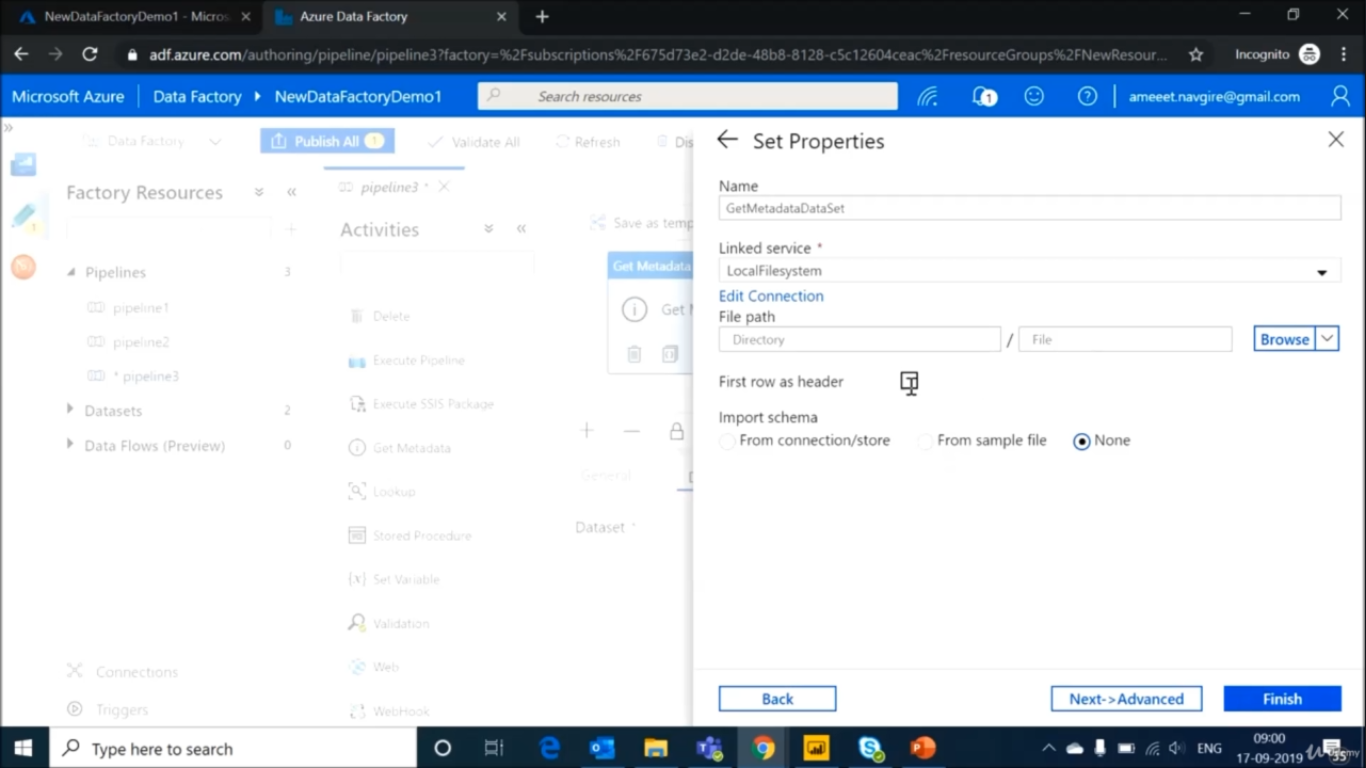 NewDataFactoryDemo1 - Micros
Azure Data Factory
adf.azure.com/authoring/pipeline/pipeline3?factory=%2Fsubscriptions%2F675d73e2-d2de-48b8-8128-c5c12604ceac%2FresourceGroups%2FNewResour...
Incognito
Microsoft Azure
Data Factory
NewDataFactoryDemo1
Search resources
1
ameeet.navgire@gmail.com
Data Factory
Publish All 1
Validate All
Refresh
Dis
Set Properties
Factory Resources
pipeline3 *
Activities
Save as temp
Name
GetMetadataDataSet
Pipelines 3
pipeline1
pipeline2
* pipeline3
Datasets 2
Data Flows (Preview) 0
Delete
Execute Pipeline
Execute SSIS Package
Get Metadata
Lookup
Stored Procedure
Set Variable
Validation
Web
WebHook
Get Metadata
Get M
General
D
Dataset *
Linked service *
LocalFilesystem
Edit Connection
File path
Directory / File Browse
First row as header
Import schema
From connection/store From sample file None
Connections
Triggers
Back
Next->Advanced
Finish
Type here to search
ENG
09:00
17-09-2019